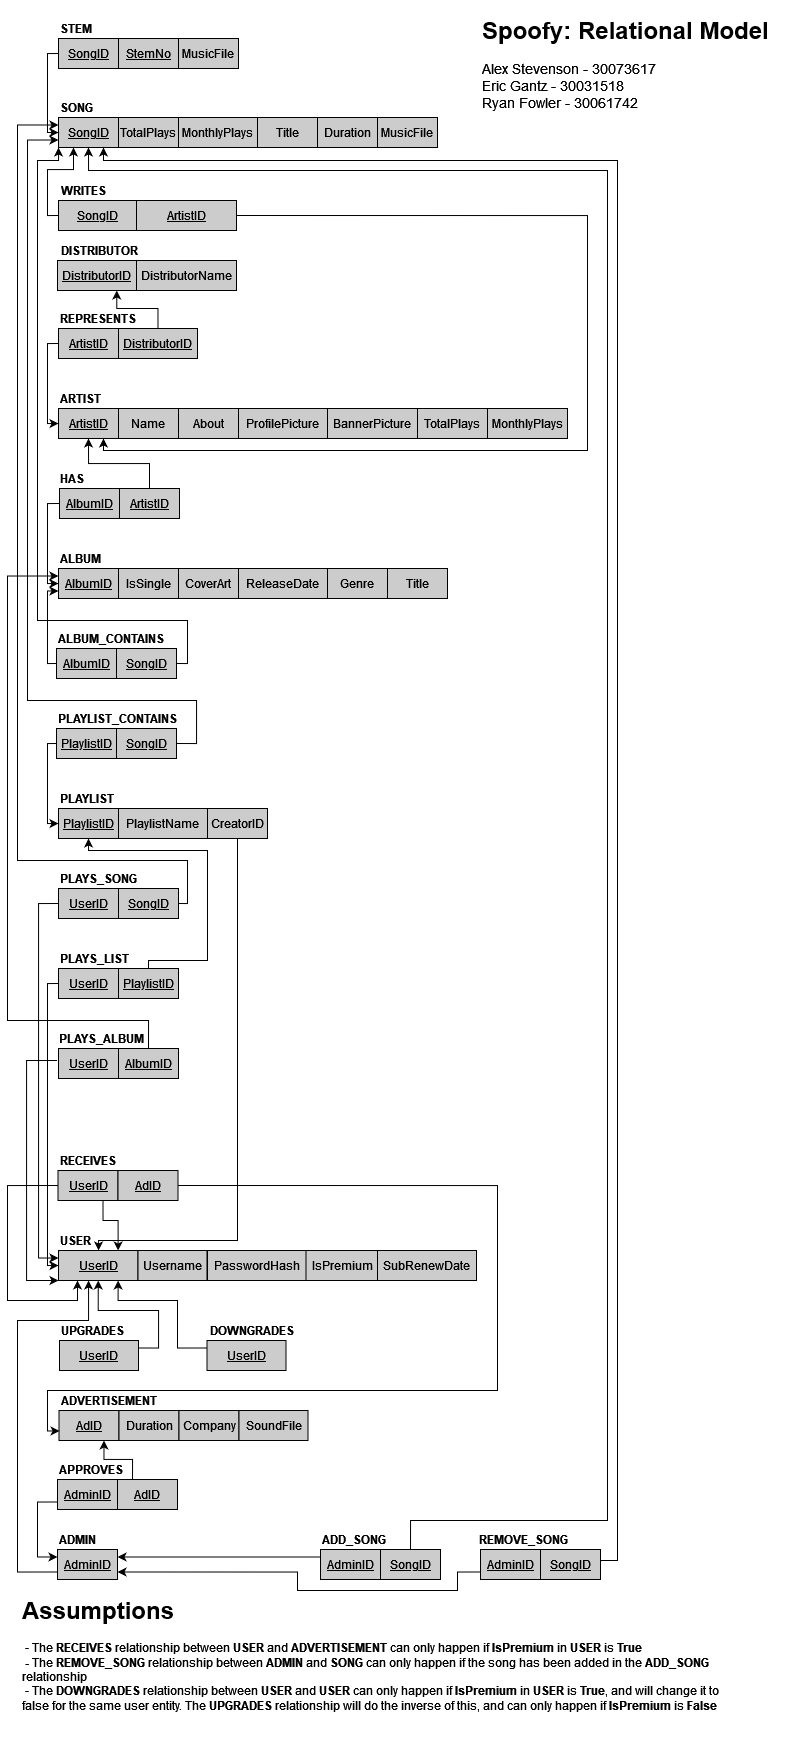 Spoofy: Relational Model
Alex Stevenson - 30073617
Eric Gantz - 30031518
Ryan Fowler - 30061742
STEM
SongID StemNo MusicFile
SONG
SongID TotalPlays MonthlyPlays Title Duration MusicFile
WRITES
SongID ArtistID
DISTRIBUTOR
DistributorID DistributorName
REPRESENTS
ArtistID DistributorID
ARTIST
ArtistID Name About ProfilePicture BannerPicture TotalPlays MonthlyPlays
HAS
AlbumID ArtistID
ALBUM
AlbumID IsSingle CoverArt ReleaseDate Genre Title
ALBUM_CONTAINS
AlbumID SongID
PLAYLIST_CONTAINS
PlaylistID SongID
PLAYLIST
PlaylistID PlaylistName CreatorID
PLAYS_SONG
UserID SongID
PLAYS_LIST
UserID PlaylistID
PLAYS_ALBUM
UserID AlbumID
RECEIVES
UserID AdID
USER
UserID Username PasswordHash IsPremium SubRenewDate
UPGRADES DOWNGRADES
UserID UserID
ADVERTISEMENT
AdID Duration Company SoundFile
APPROVES
AdminID AdID
ADMIN ADD_SONG REMOVE_SONG
AdminID AdminID SongID AdminID SongID
Assumptions
- The RECEIVES relationship between USER and ADVERTISEMENT can only happen if IsPremium in USER is True
- The REMOVE_SONG relationship between ADMIN and SONG can only happen if the song has been added in the ADD_SONG
relationship
- The DOWNGRADES relationship between USER and USER can only happen if IsPremium in USER is True, and will change it to
false for the same user entity. The UPGRADES relationship will do the inverse of this, and can only happen if IsPremium is False